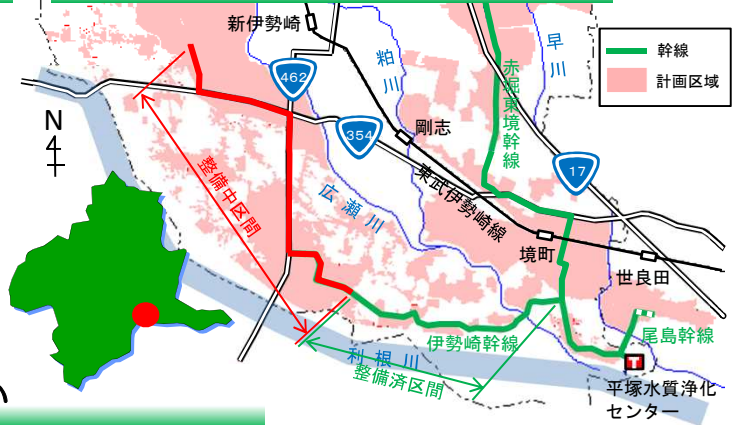 新伊勢崎
462
粕川
早川
幹線
計画区域
赤堀東境幹線
N
354
剛志
17
整備中区間
広瀬川
東武伊勢崎線
境町
世良田
伊勢崎幹線
尾島幹線
利根川
整備済区間
平塚水質浄化
センター